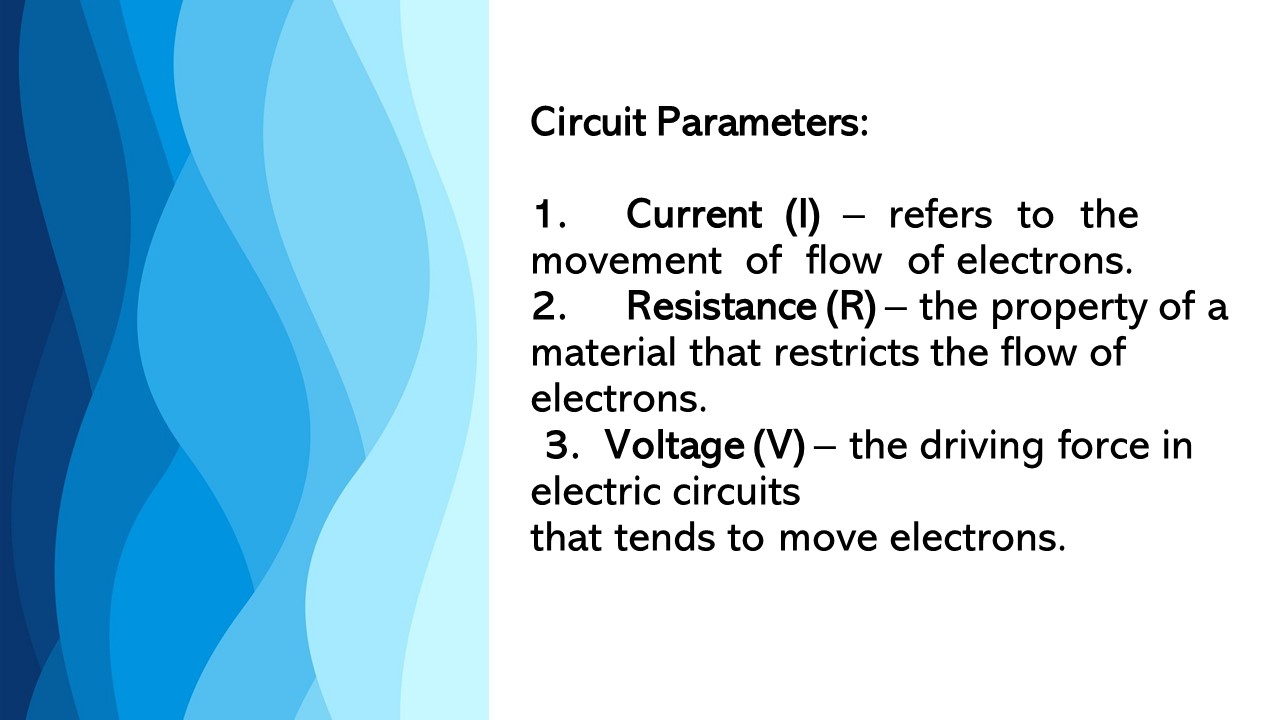 Circuit Parameters:
1. Current (I) – refers to the
movement of flow of electrons.
2. Resistance (R) – the property of a
material that restricts the flow of
electrons.
3. Voltage (V) – the driving force in
electric circuits
that tends to move electrons.